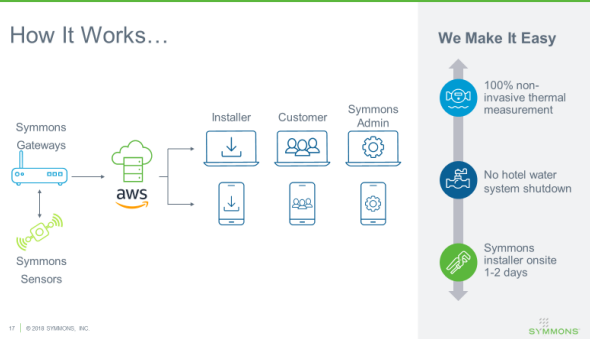 How It Works…
We Make It Easy
Symmons
Gateways
aws
Installer
Customer
Symmons
Admin
Symmons
Sensors
100% non-
invasive thermal
measurement
No hotel water
system shutdown
Symmons
installer onsite
1-2 days
17 | © 2018 SYMMONS, INC.
SYMMONS